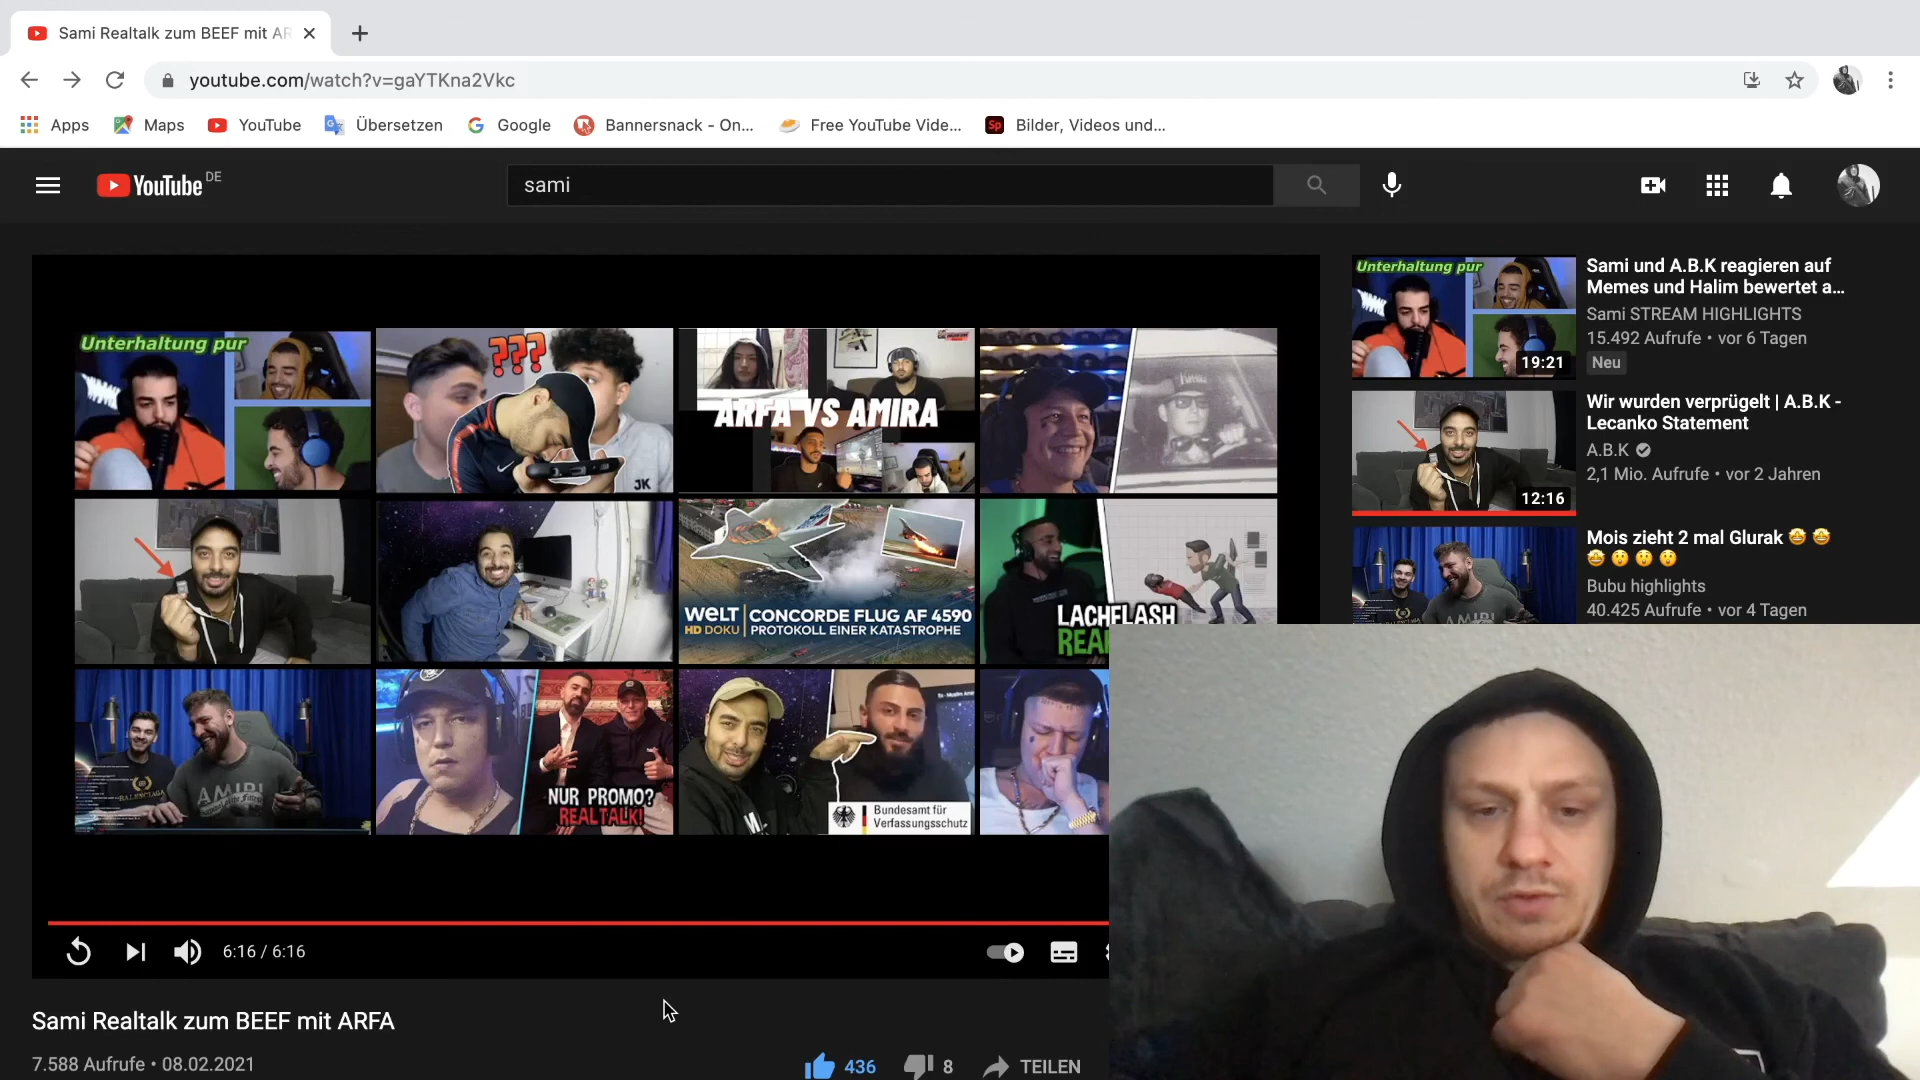 Sami Realtalk zum BEEF mit AR
youtube.com/watch?v=gaYTKna2Vkc
Apps
Maps
YouTube
Übersetzen
Google
Bannersnack - On...
Free YouTube Vide...
Sp
Bilder, Videos und...
YouTube DE
sami
Unterhaltung pur
???
JK
ARFA VS AMIRA
WELT HD DOKU
CONCORDE FLUG AF 4590
PROTOKOLL EINER KATASTROPHE
LACHFLASH
REA
BALENCIAGA
AMIRI
NUR PROMO?
REALTALK!
Bundesamt für
Verfassungsschutz
6:16 / 6:16
Sami Realtalk zum BEEF mit ARFA
7.588 Aufrufe • 08.02.2021
436
8
TEILEN
Unterhaltung pur
19:21
Sami und A.B.K reagieren auf
Memes und Halim bewertet a...
Sami STREAM HIGHLIGHTS
15.492 Aufrufe • vor 6 Tagen
Neu
12:16
Wir wurden verprügelt | A.B.K -
Lecanko Statement
A.B.K
2,1 Mio. Aufrufe • vor 2 Jahren
AMIRI
Mois zieht 2 mal Glurak 🤩 🤩
🤩 😲 😲 😲
Bubu highlights
40.425 Aufrufe • vor 4 Tagen